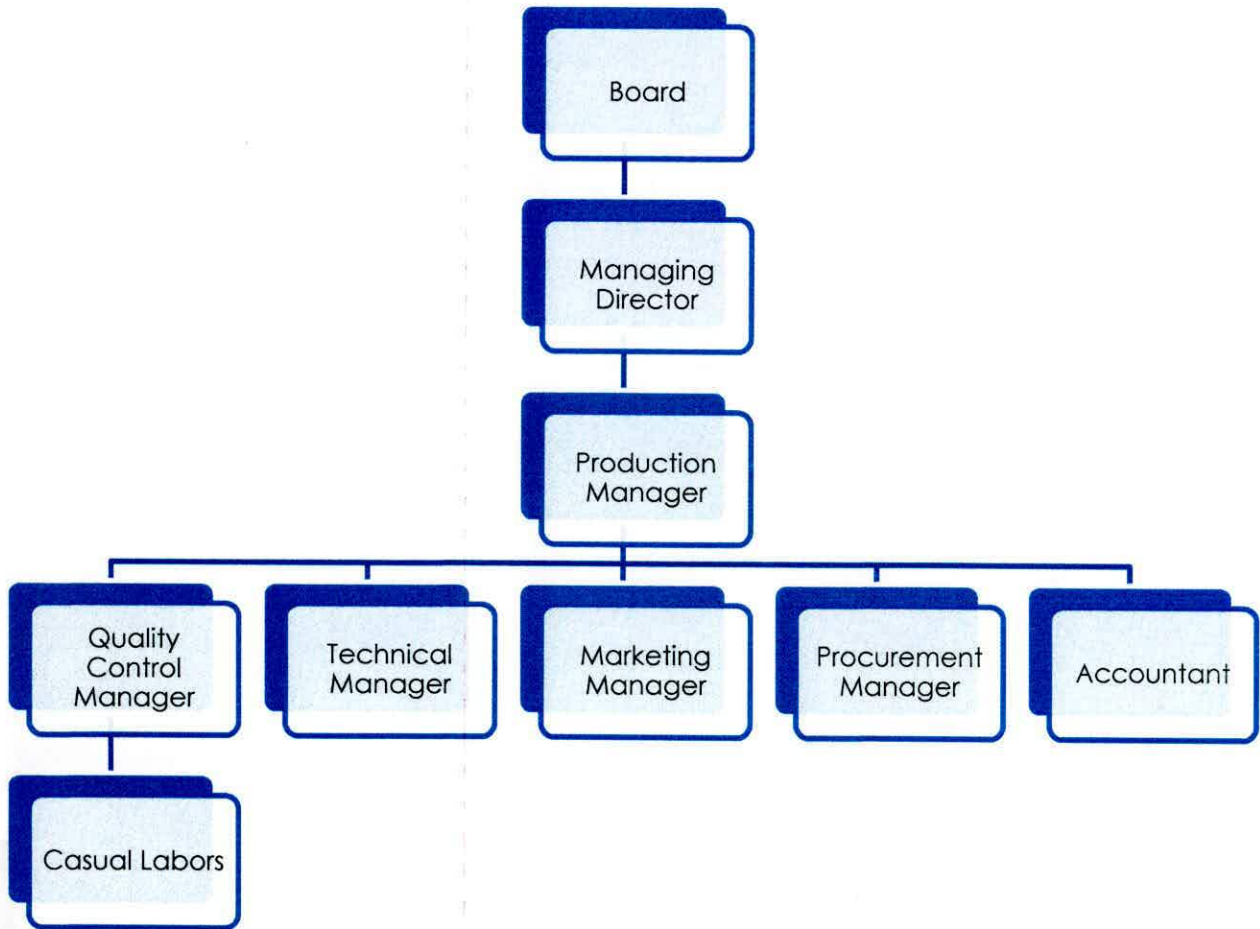 Board
Managing
Director
Production
Manager
Quality
Control
Manager
Technical
Manager
Marketing
Manager
Procurement
Manager
Accountant
Casual Labors